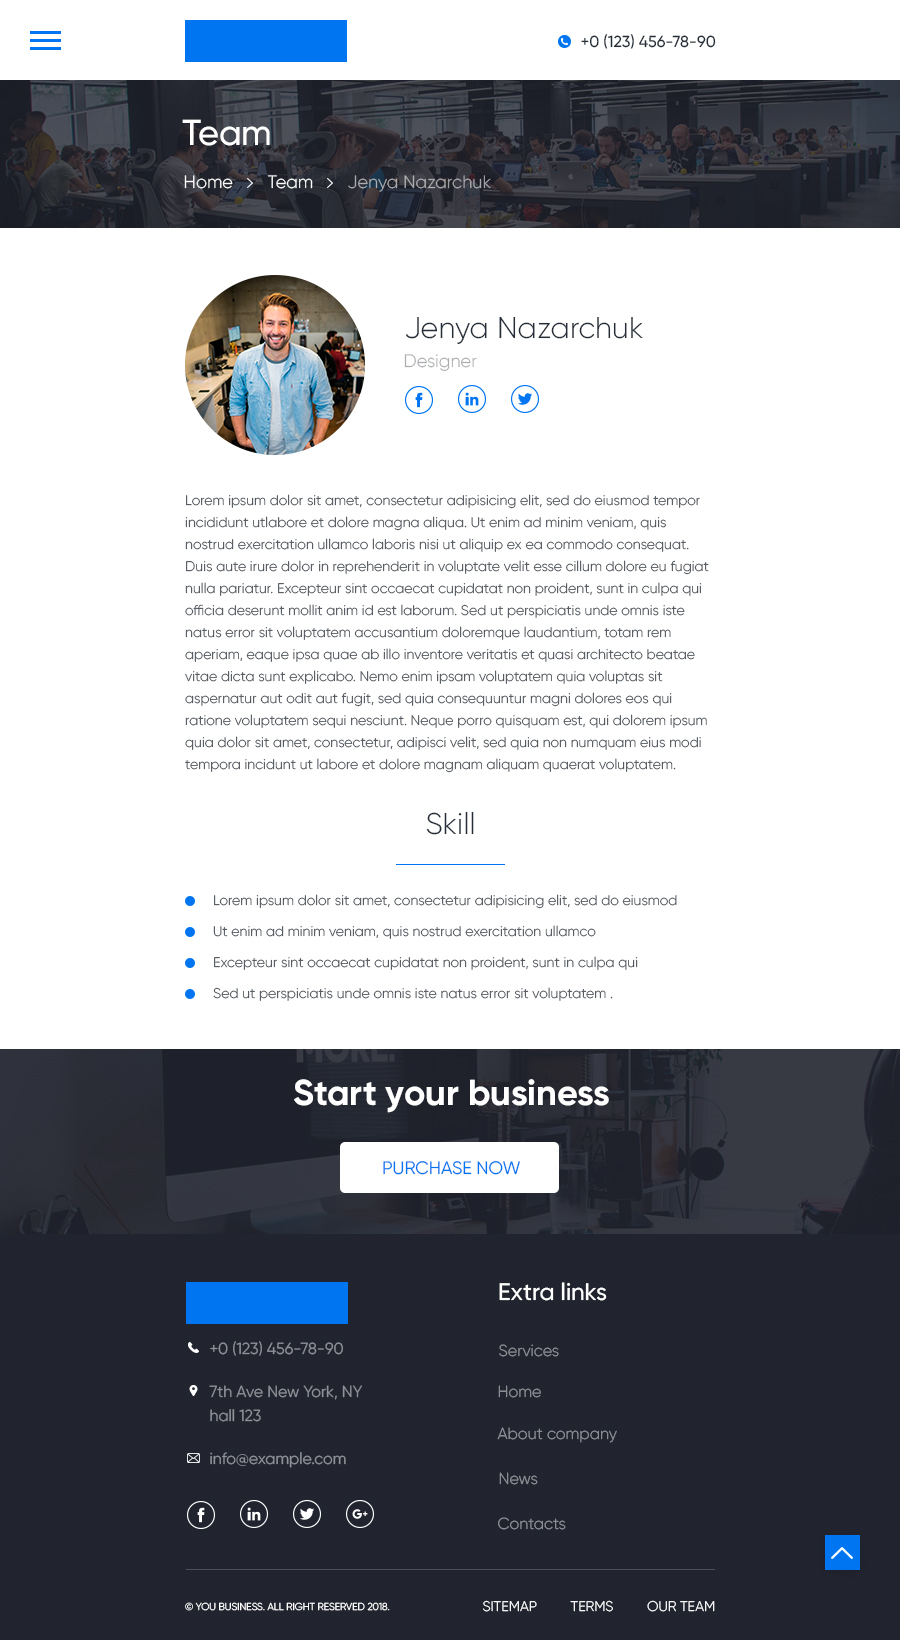 +0 (123) 456-78-90
Team
Home > Team > Jenya Nazarchuk
Jenya Nazarchuk
Designer
Lorem ipsum dolor sit amet, consectetur adipisicing elit, sed do eiusmod tempor
incididunt utlabore et dolore magna aliqua. Ut enim ad minim veniam, quis
nostrud exercitation ullamco laboris nisi ut aliquip ex ea commodo consequat.
Duis aute irure dolor in reprehenderit in voluptate velit esse cillum dolore eu fugiat
nulla pariatur. Excepteur sint occaecat cupidatat non proident, sunt in culpa qui
officia deserunt mollit anim id est laborum. Sed ut perspiciatis unde omnis iste
natus error sit voluptatem accusantium doloremque laudantium, totam rem
aperiam, eaque ipsa quae ab illo inventore veritatis et quasi architecto beatae
vitae dicta sunt explicabo. Nemo enim ipsam voluptatem quia voluptas sit
aspernatur aut odit aut fugit, sed quia consequuntur magni dolores eos qui
ratione voluptatem sequi nesciunt. Neque porro quisquam est, qui dolorem ipsum
quia dolor sit amet, consectetur, adipisci velit, sed quia non numquam eius modi
tempora incidunt ut labore et dolore magnam aliquam quaerat voluptatem.
Skill
Lorem ipsum dolor sit amet, consectetur adipisicing elit, sed do eiusmod
Ut enim ad minim veniam, quis nostrud exercitation ullamco
Excepteur sint occaecat cupidatat non proident, sunt in culpa qui
Sed ut perspiciatis unde omnis iste natus error sit voluptatem .
MORE.
Start your business
PURCHASE NOW
+0 (123) 456-78-90
7th Ave New York, NY
hall 123
info@example.com
Extra links
Services
Home
About company
News
Contacts
© YOU BUSINESS. ALL RIGHT RESERVED 2018.
SITEMAP TERMS OUR TEAM